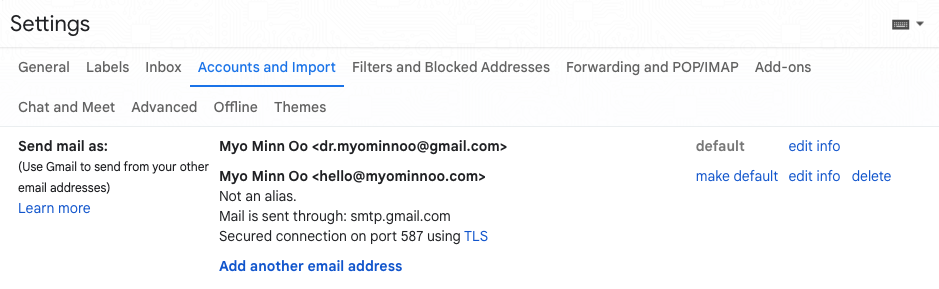 Settings
General Labels Inbox Accounts and Import Filters and Blocked Addresses Forwarding and POP/IMAP Add-ons
Chat and Meet Advanced Offline Themes
Send mail as:
(Use Gmail to send from your other
email addresses)
Learn more
Myo Minn Oo <dr.myominnoo@gmail.com> default edit info
Myo Minn Oo <hello@myominnoo.com> make default edit info delete
Not an alias.
Mail is sent through: smtp.gmail.com
Secured connection on port 587 using TLS
Add another email address